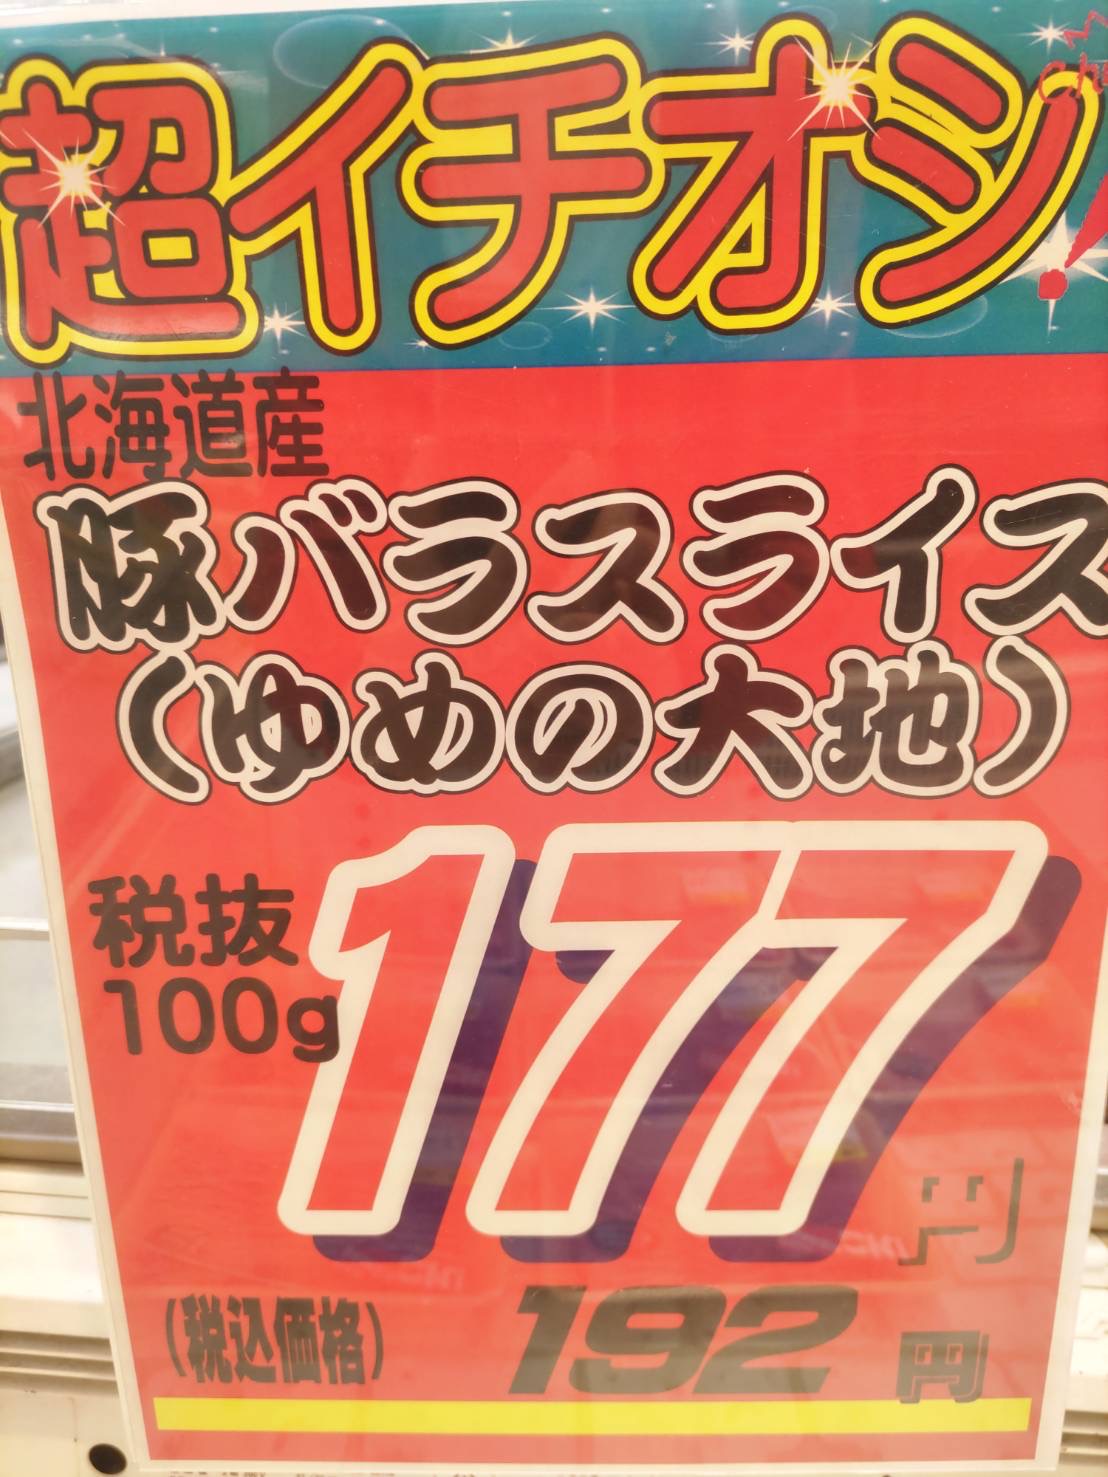 超イチオシ!
北海道産
豚バラスライス
(ゆめの大地)
税抜
100g
177円
(税込価格) 192円